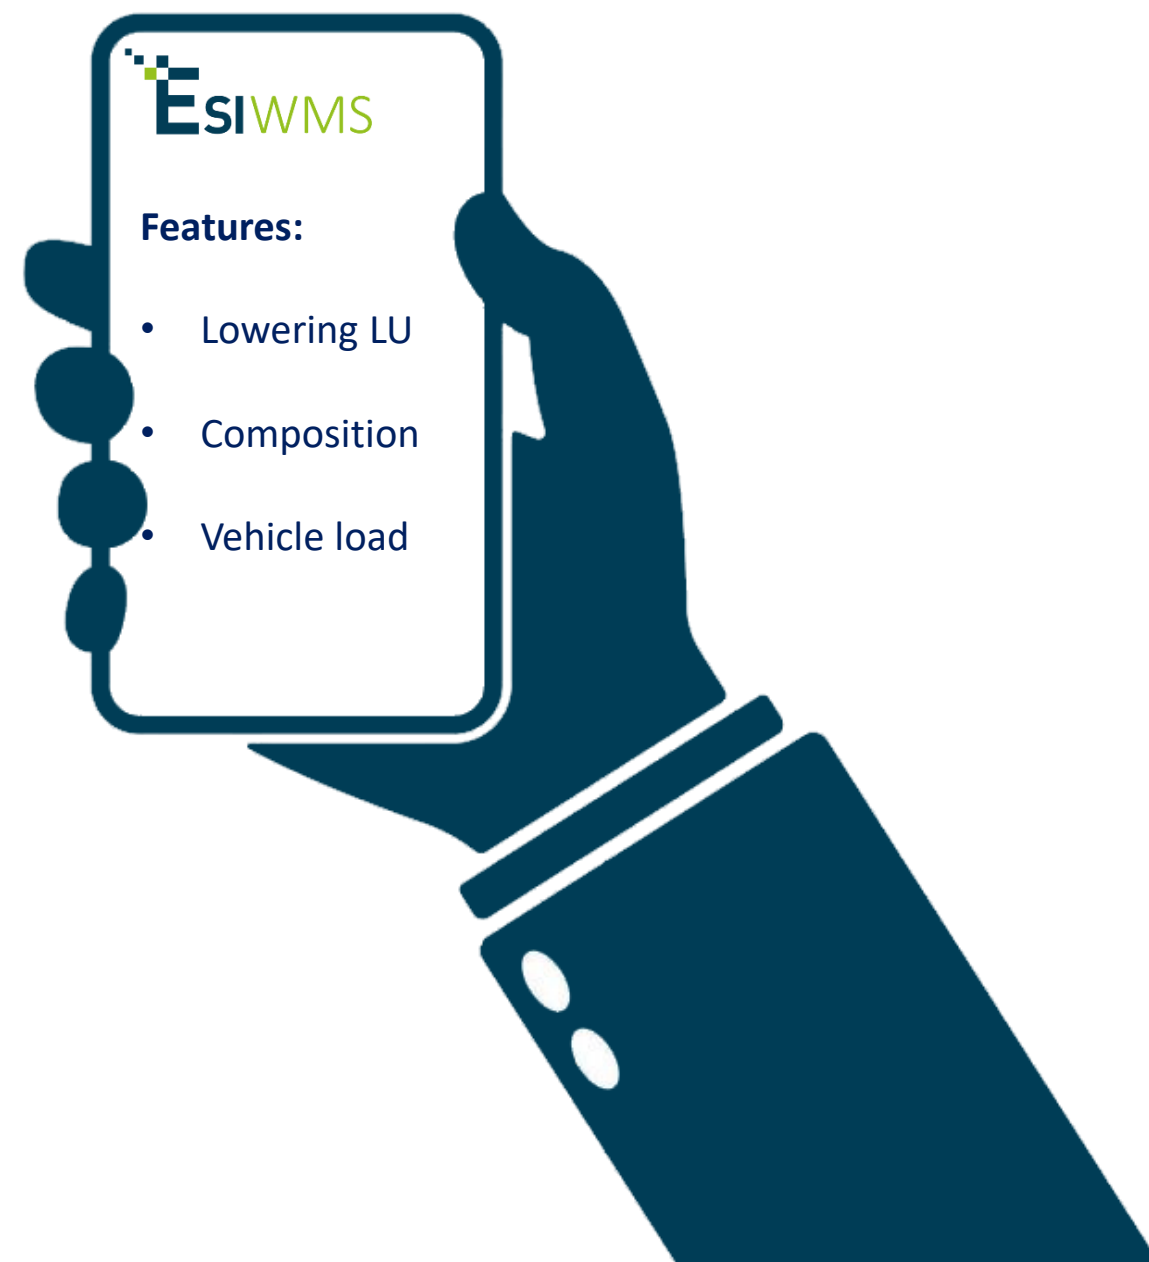 ESIWMS
Features:
• Lowering LU
• Composition
• Vehicle load